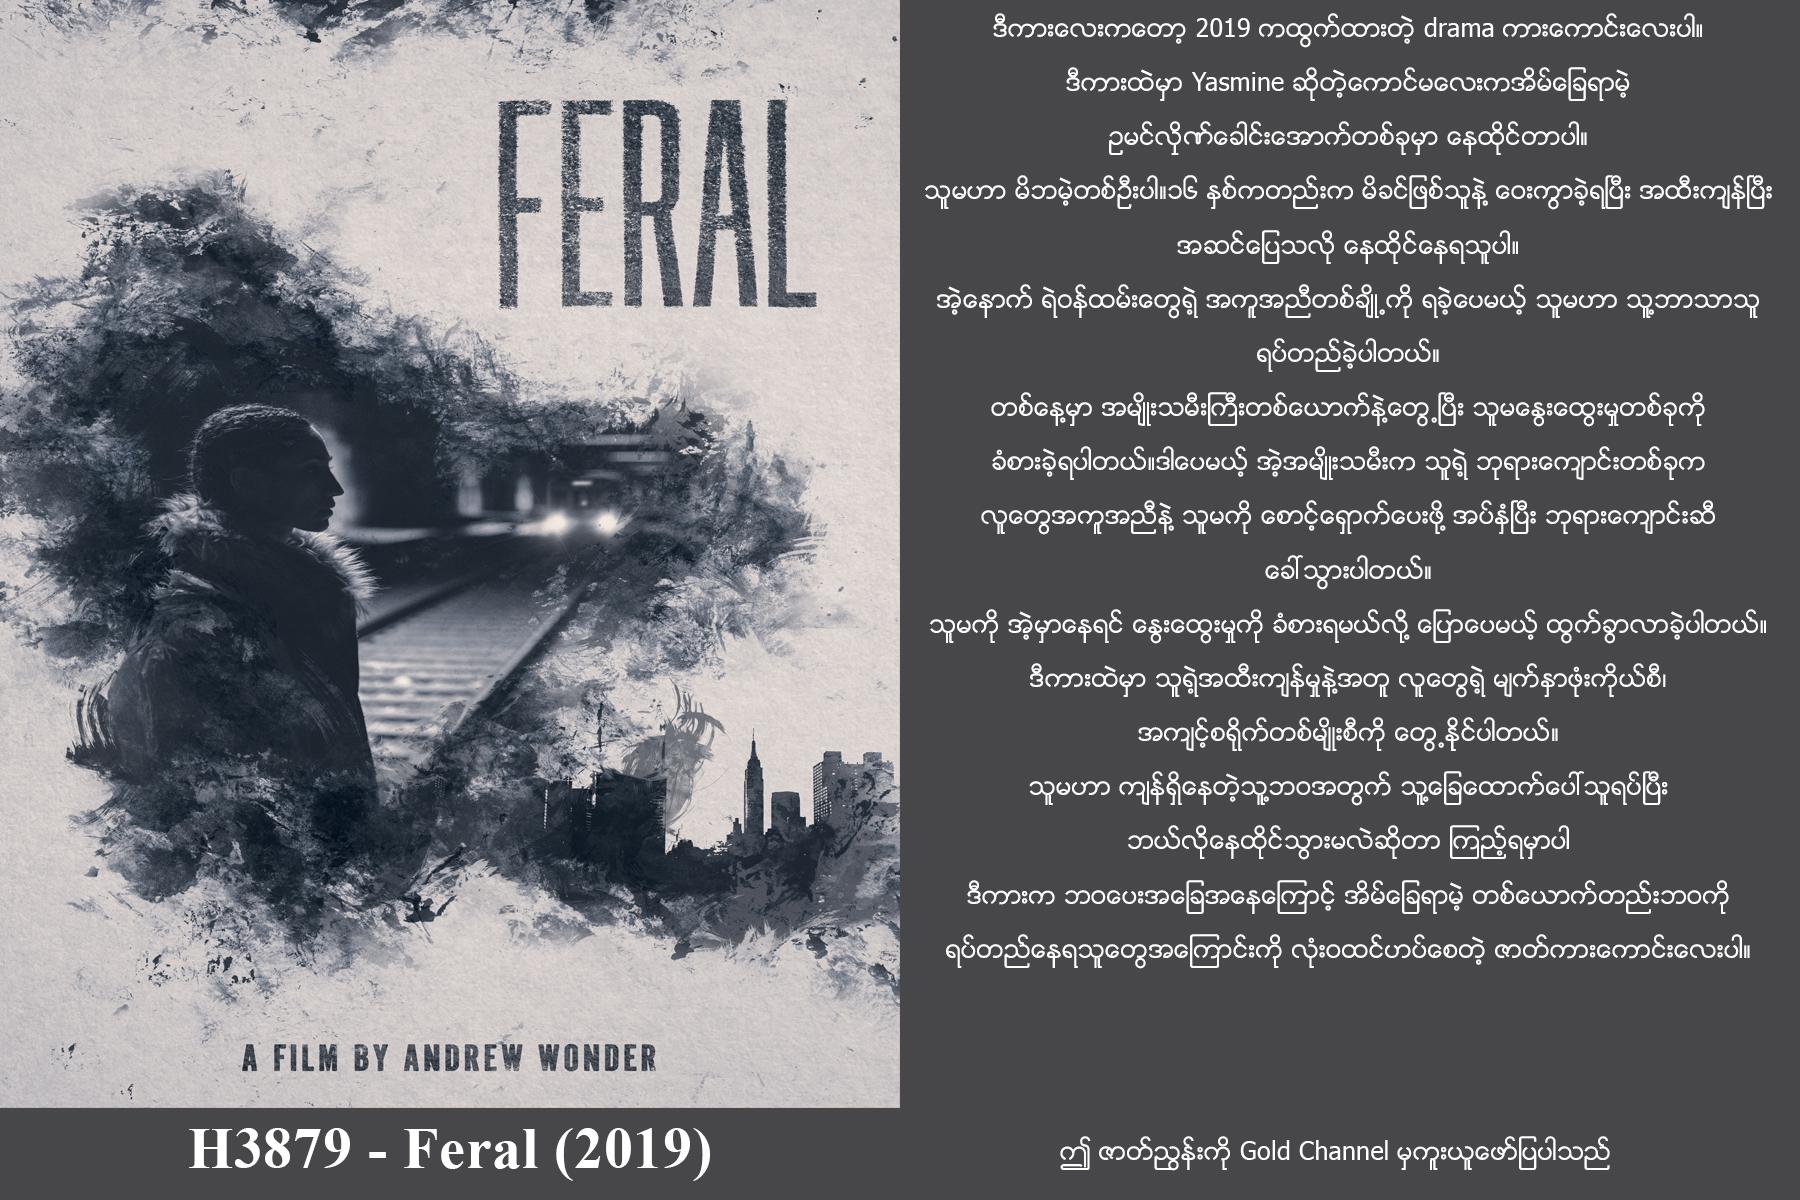 FERAL
A FILM BY ANDREW WONDER
H3879 - Feral (2019)
ဒီကားလေးကတော့ 2019 ကထွက်ထားတဲ့ drama ကားကောင်းလေးပါ။
ဒီကားထဲမှာ Yasmine ဆိုတဲ့ကောင်မလေးကအိမ်ခြေရာမဲ့
ဥမင်လှိုဏ်ခေါင်းအောက်တစ်ခုမှာ နေထိုင်တာပါ။
သူမဟာ မိဘမဲ့တစ်ဦးပါ။၁၆ နှစ်ကတည်းက မိခင်ဖြစ်သူနဲ့ ဝေးကွာခဲ့ရပြီး အထီးကျန်ပြီး
အဆင်ပြေသလို နေထိုင်နေရသူပါ။
အဲ့နောက် ရဲဝန်ထမ်းတွေရဲ့ အကူအညီတစ်ချို့ကို ရခဲ့ပေမယ့် သူမဟာ သူ့ဘာသာသူ
ရပ်တည်ခဲ့ပါတယ်။
တစ်နေ့မှာ အမျိုးသမီးကြီးတစ်ယောက်နဲ့တွေ့ပြီး သူမနွေးထွေးမှုတစ်ခုကို
ခံစားခဲ့ရပါတယ်။ဒါပေမယ့် အဲ့အမျိုးသမီးက သူရဲ့ ဘုရားကျောင်းတစ်ခုက
လူတွေအကူအညီနဲ့ သူမကို စောင့်ရှောက်ပေးဖို့ အပ်နှံပြီး ဘုရားကျောင်းဆီ
ခေါ်သွားပါတယ်။
သူမကို အဲ့မှာနေရင် နွေးထွေးမှုကို ခံစားရမယ်လို့ ပြောပေမယ့် ထွက်ခွာလာခဲ့ပါတယ်။
ဒီကားထဲမှာ သူရဲ့အထီးကျန်မှုနဲ့အတူ လူတွေရဲ့ မျက်နှာဖုံးကိုယ်စီ၊
အကျင့်စရိုက်တစ်မျိုးစီကို တွေ့နိုင်ပါတယ်။
သူမဟာ ကျန်ရှိနေတဲ့သူ့ဘဝအတွက် သူ့ခြေထောက်ပေါ်သူရပ်ပြီး
ဘယ်လိုနေထိုင်သွားမလဲဆိုတာ ကြည့်ရမှာပါ
ဒီကားက ဘဝပေးအခြေအနေကြောင့် အိမ်ခြေရာမဲ့ တစ်ယောက်တည်းဘဝကို
ရပ်တည်နေရသူတွေအကြောင်းကို လုံးဝထင်ဟပ်စေတဲ့ ဇာတ်ကားကောင်းလေးပါ။
ဤ ဇာတ်ညွှန်းကို Gold Channel မှကူးယူဖော်ပြပါသည်